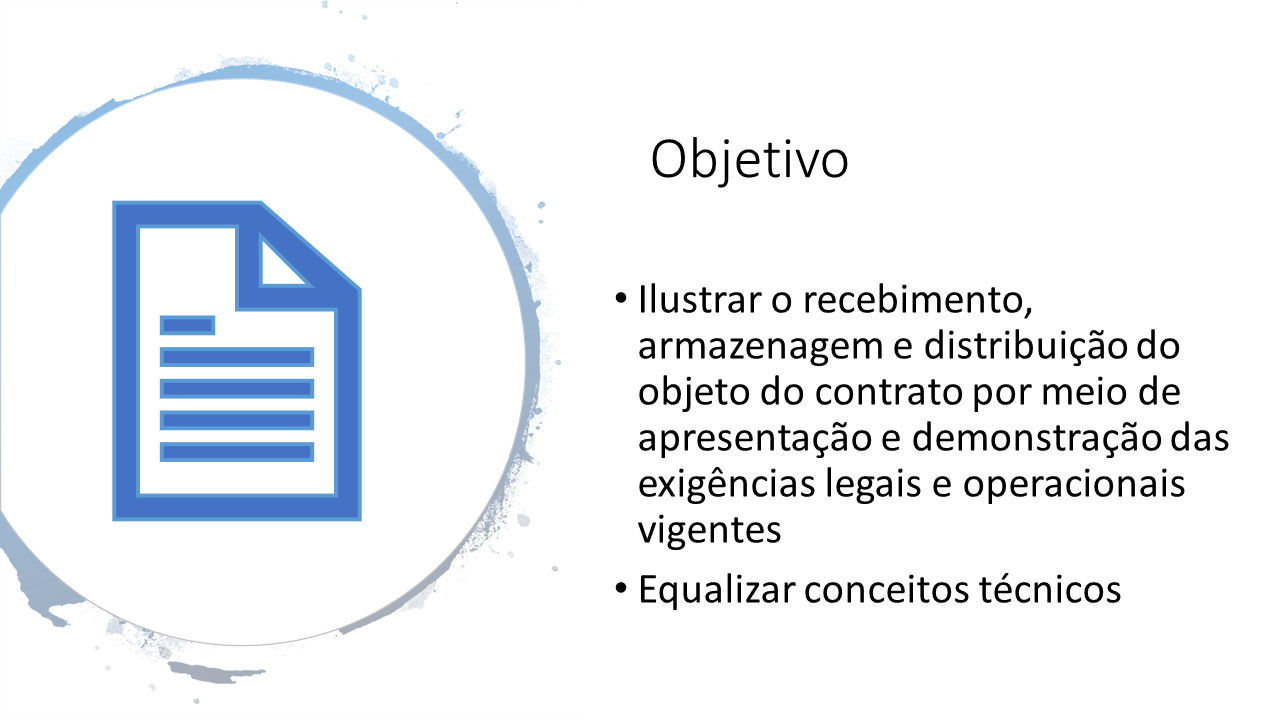 Objetivo
• Ilustrar o recebimento,
armazenagem e distribuição do
objeto do contrato por meio de
apresentação e demonstração das
exigências legais e operacionais
vigentes
• Equalizar conceitos técnicos